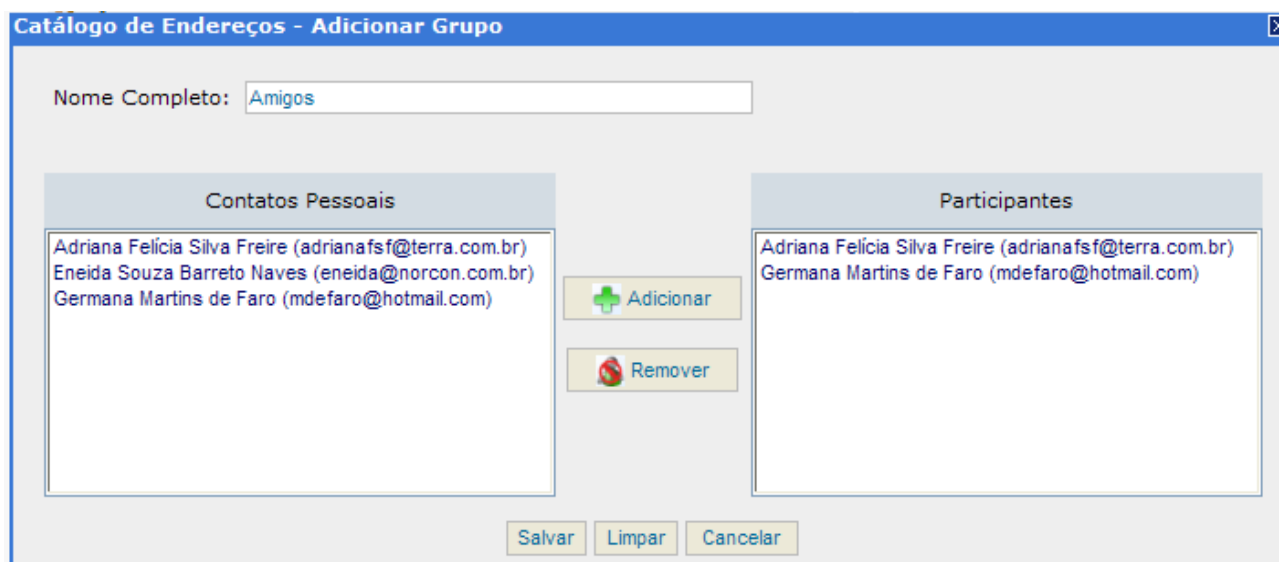 Catálogo de Endereços - Adicionar Grupo
Nome Completo: Amigos
Contatos Pessoais
Adriana Felícia Silva Freire (adrianafsf@terra.com.br)
Eneida Souza Barreto Naves (eneida@norcon.com.br)
Germana Martins de Faro (mdefaro@hotmail.com)
Adicionar
Remover
Participantes
Adriana Felícia Silva Freire (adrianafsf@terra.com.br)
Germana Martins de Faro (mdefaro@hotmail.com)
Salvar Limpar Cancelar